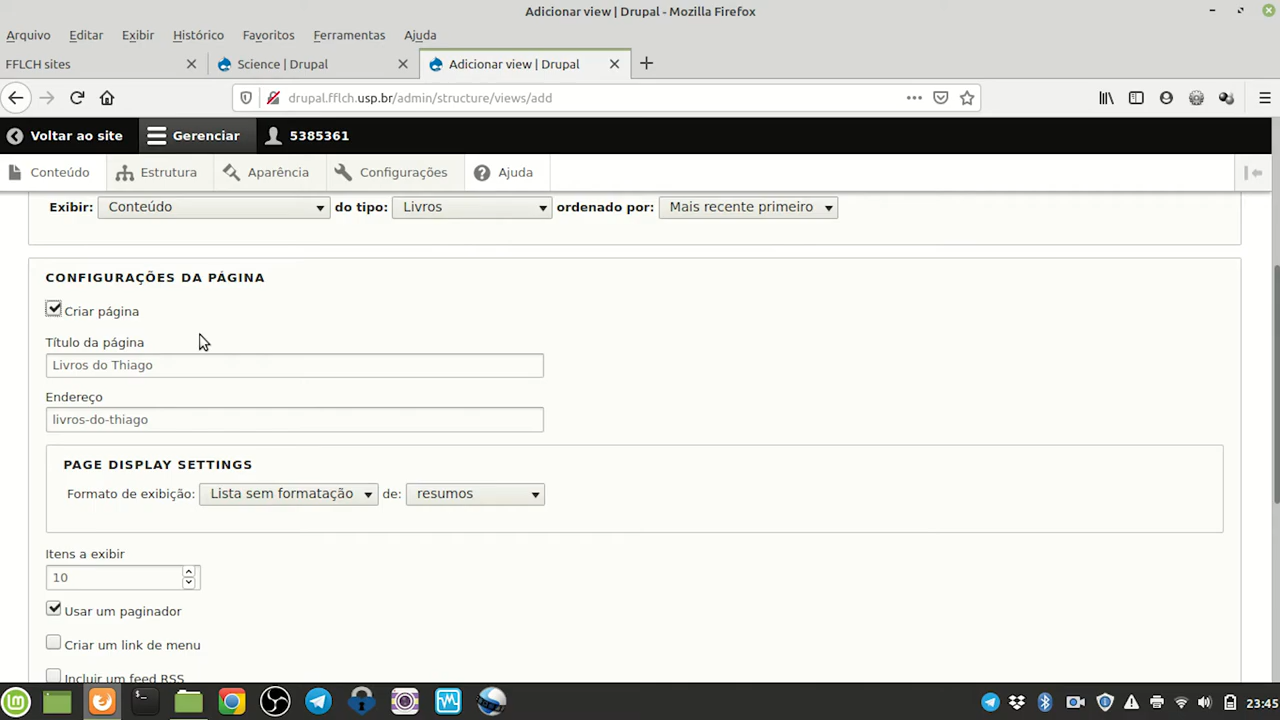 Adicionar view | Drupal - Mozilla Firefox
Arquivo Editar Exibir Histórico Favoritos Ferramentas Ajuda
FFLCH sites
Science | Drupal
Adicionar view | Drupal
drupal.fflch.usp.br/admin/structure/views/add
Voltar ao site Gerenciar 5385361
Conteúdo Estrutura Aparência Configurações Ajuda
Exibir: Conteúdo do tipo: Livros ordenado por: Mais recente primeiro
CONFIGURAÇÕES DA PÁGINA
Criar página
Título da página
Livros do Thiago
Endereço
livros-do-thiago
PAGE DISPLAY SETTINGS
Formato de exibição: Lista sem formatação de: resumos
Itens a exibir
10
Usar um paginador
Criar um link de menu
Incluir um feed RSS
23:45